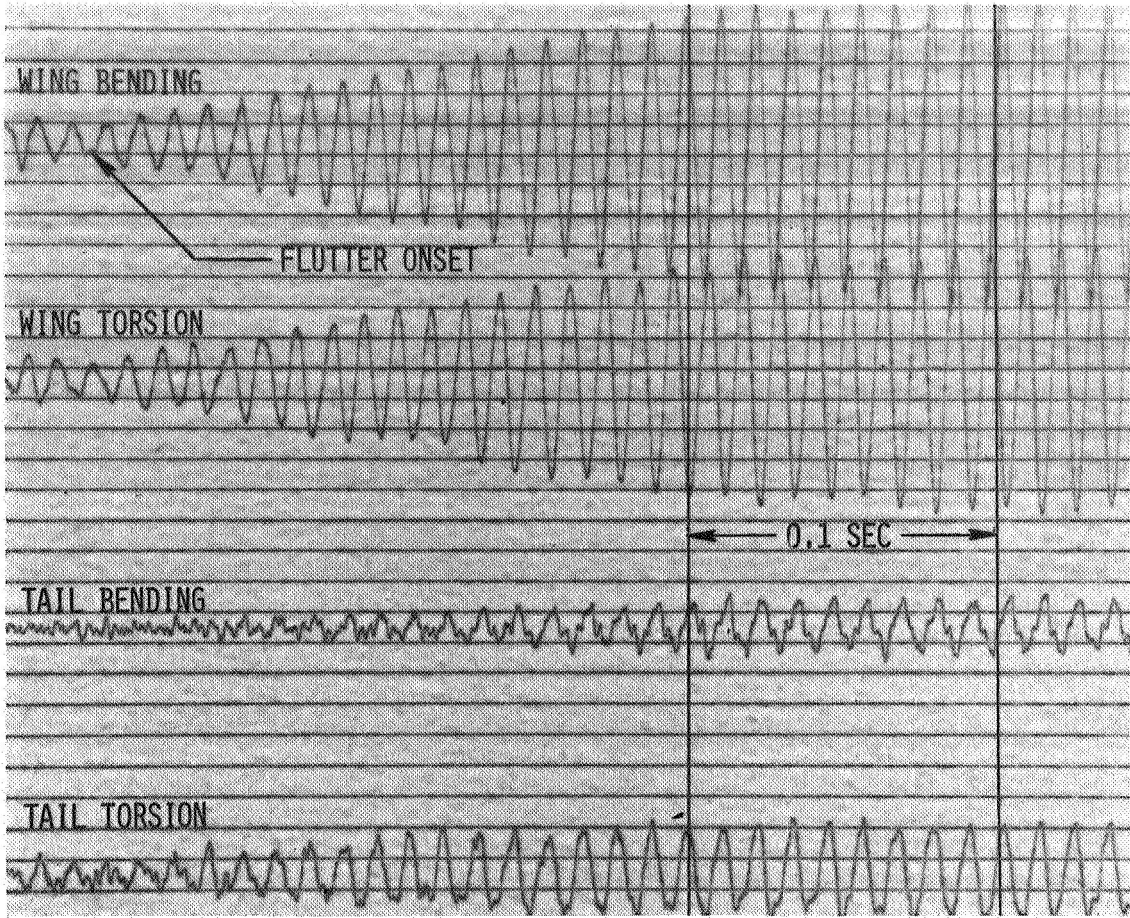 WING BENDING
FLUTTER ONSET
WING TORSION
0.1 SEC
TAIL BENDING
TAIL TORSION